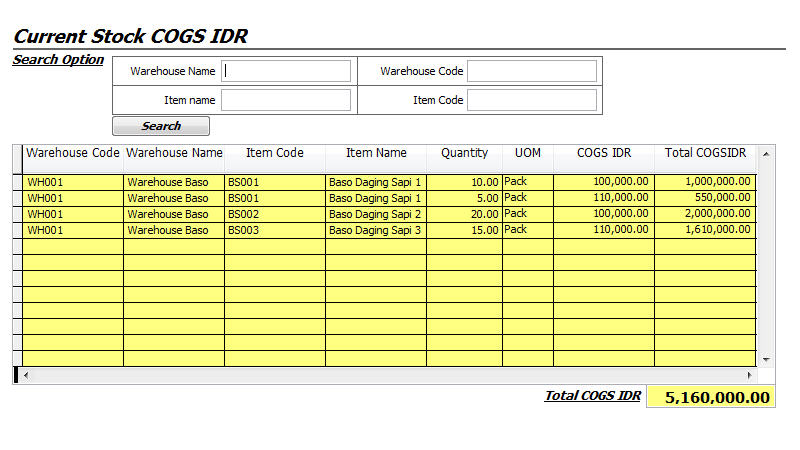 Current Stock COGS IDR
Search Option
Warehouse Name Warehouse Code
Item name Item Code
Search
Warehouse Code Warehouse Name Item Code Item Name Quantity UOM COGS IDR Total COGSIDR
WH001 Warehouse Baso BS001 Baso Daging Sapi 1 10.00 Pack 100,000.00 1,000,000.00
WH001 Warehouse Baso BS001 Baso Daging Sapi 1 5.00 Pack 110,000.00 550,000.00
WH001 Warehouse Baso BS002 Baso Daging Sapi 2 20.00 Pack 100,000.00 2,000,000.00
WH001 Warehouse Baso BS003 Baso Daging Sapi 3 15.00 Pack 110,000.00 1,610,000.00
Total COGS IDR 5,160,000.00